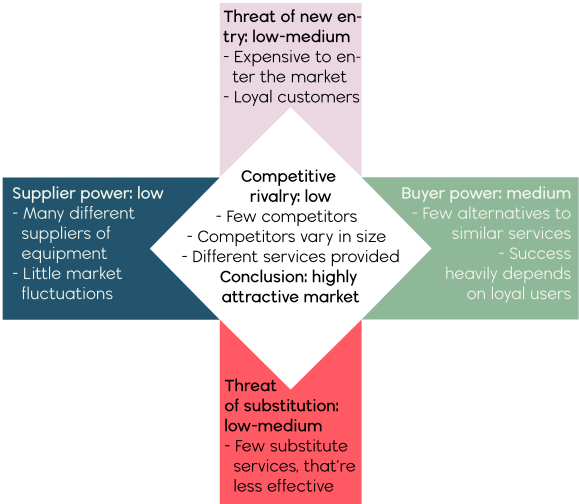 Threat of new en-
try: low-medium
- Expensive to en-
ter the market
- Loyal customers
Supplier power: low
- Many different
suppliers of
equipment
- Little market
fluctuations
Competitive
rivalry: low
- Few competitors
- Competitors vary in size
- Different services provided
Conclusion: highly
attractive market
Buyer power: medium
- Few alternatives to
similar services
- Success
heavily depends
on loyal users
Threat
of substitution:
low-medium
- Few substitute
services, that're
less effective